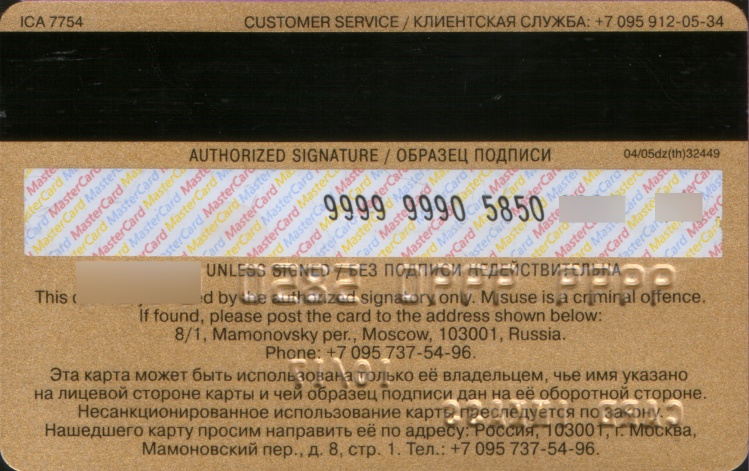 ICA 7754 CUSTOMER SERVICE / КЛИЕНТСКАЯ СЛУЖБА: +7 095 912-05-34
AUTHORIZED SIGNATURE / ОБРАЗЕЦ ПОДПИСИ 04/05dz(th)32449
MasterCard MasterCard MasterCard MasterCard
9999 9990 5850
UNLESS SIGNED / БЕЗ ПОДПИСИ НЕДЕЙСТВИТЕЛЬНА
This by the authorized signatory only. Misuse is a criminal offence.
If found, please post the card to the address shown below:
8/1, Mamonovsky per., Moscow, 103001, Russia.
Phone: +7 095 737-54-96.
Эта карта может быть использована только её владельцем, чье имя указано
на лицевой стороне карты и чей образец подписи дан на её оборотной стороне.
Несанкционированное использование карты преследуется по закону.
Нашедшего карту просим направить её по адресу: Россия, 103001, г. Москва,
Мамоновский пер., д. 8, стр. 1. Тел.: +7 095 737-54-96.